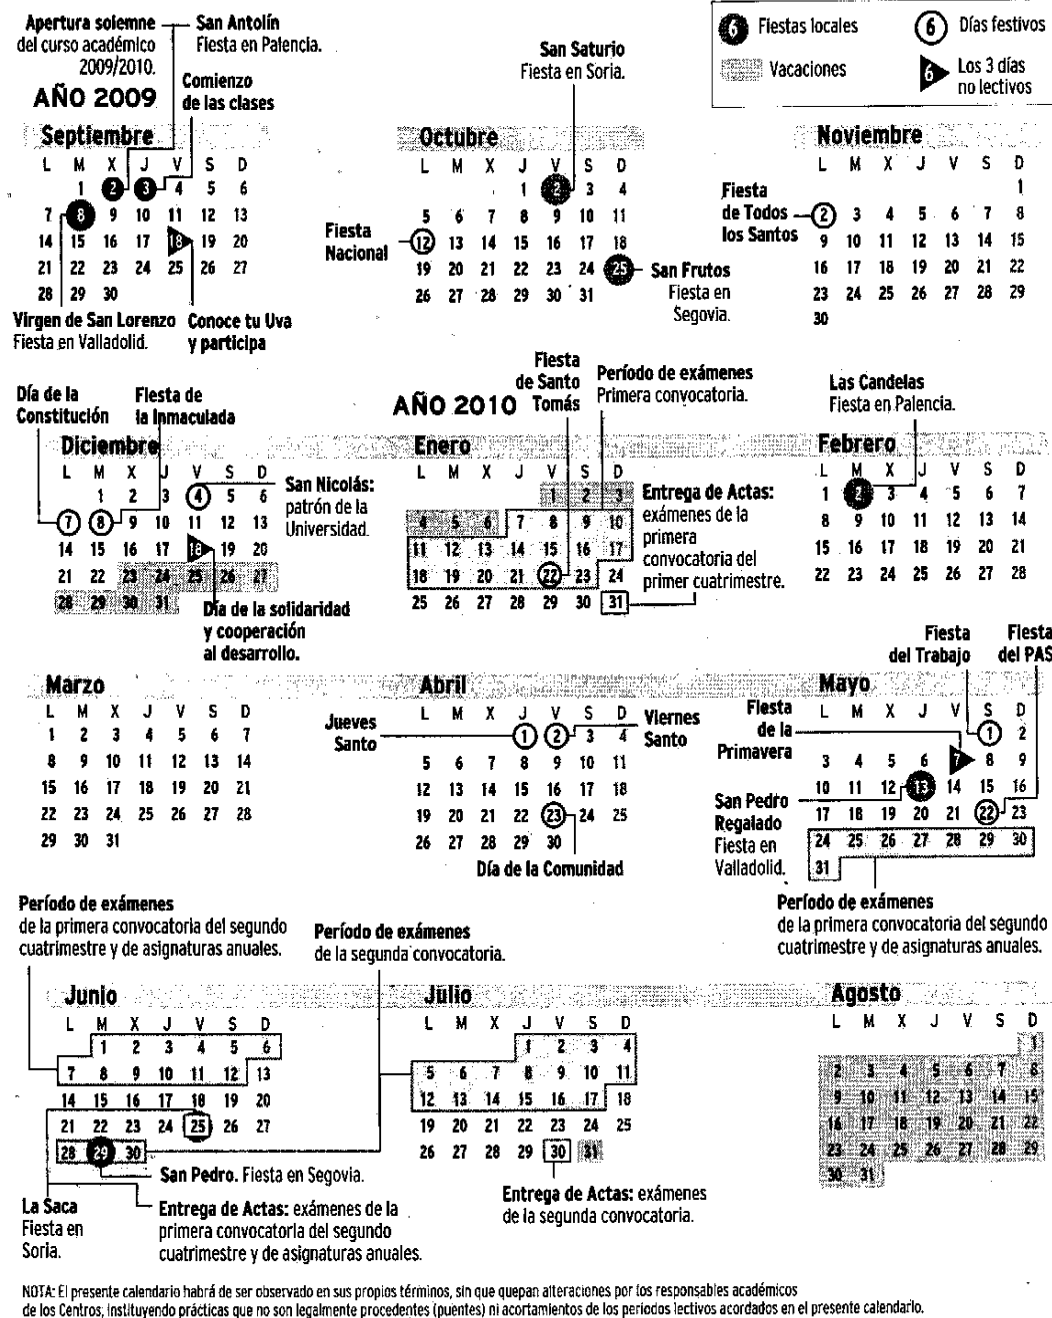 Apertura solemne
del curso académico
2009/2010.
San Antolín
Fiesta en Palencia.
Comienzo
de las clases
San Saturio
Fiesta en Soria.
6 Fiestas locales
6 Días festivos
Vacaciones
6 Los 3 días
no lectivos
AÑO 2009
Septiembre
L M X J V S D
1 2 3 4 5 6
7 8 9 10 11 12 13
14 15 16 17 18 19 20
21 22 23 24 25 26 27
28 29 30
Virgen de San Lorenzo
Fiesta en Valladolid.
Conoce tu Uva
y participa
Octubre
L M X J V S D
1 2 3 4
5 6 7 8 9 10 11
12 13 14 15 16 17 18
19 20 21 22 23 24 25
26 27 28 29 30 31
Fiesta
Nacional
San Frutos
Fiesta en
Segovia.
Noviembre
L M X J V S D
1
2 3 4 5 6 7 8
9 10 11 12 13 14 15
16 17 18 19 20 21 22
23 24 25 26 27 28 29
30
Fiesta
de Todos
los Santos
Día de la
Constitución
Fiesta de
la Inmaculada
Diciembre
L M X J V S D
1 2 3 4 5 6
7 8 9 10 11 12 13
14 15 16 17 18 19 20
21 22 23 24 25 26 27
28 29 30 31
San Nicolás:
patrón de la
Universidad.
Día de la solidaridad
y cooperación
al desarrollo.
AÑO 2010
Fiesta
de Santo
Tomás
Período de exámenes
Primera convocatoria.
Enero
L M X J V S D
1 2 3
4 5 6 7 8 9 10
11 12 13 14 15 16 17
18 19 20 21 22 23 24
25 26 27 28 29 30 31
Entrega de Actas:
exámenes de la
primera
convocatoria del
primer cuatrimestre.
Las Candelas
Fiesta en Palencia.
Febrero
L M X J V S D
1 2 3 4 5 6 7
8 9 10 11 12 13 14
15 16 17 18 19 20 21
22 23 24 25 26 27 28
Marzo
L M X J V S D
1 2 3 4 5 6 7
8 9 10 11 12 13 14
15 16 17 18 19 20 21
22 23 24 25 26 27 28
29 30 31
Abril
L M X J V S D
1 2 3 4
5 6 7 8 9 10 11
12 13 14 15 16 17 18
19 20 21 22 23 24 25
26 27 28 29 30
Jueves
Santo
Viernes
Santo
Día de la Comunidad
Fiesta
del Trabajo
Fiesta
del PAS
Mayo
L M X J V S D
1 2
3 4 5 6 7 8 9
10 11 12 13 14 15 16
17 18 19 20 21 22 23
24 25 26 27 28 29 30
31
Fiesta
de la
Primavera
San Pedro
Regalado
Fiesta en
Valladolid.
Período de exámenes
de la primera convocatoria del segundo
cuatrimestre y de asignaturas anuales.
Período de exámenes
de la primera convocatoria del segundo
cuatrimestre y de asignaturas anuales.
Período de exámenes
de la segunda convocatoria.
Junio
L M X J V S D
1 2 3 4 5 6
7 8 9 10 11 12 13
14 15 16 17 18 19 20
21 22 23 24 25 26 27
28 29 30
San Pedro. Fiesta en Segovia.
La Saca
Fiesta en
Soria.
Entrega de Actas: exámenes de la
primera convocatoria del segundo
cuatrimestre y de asignaturas anuales.
Julio
L M X J V S D
1 2 3 4
5 6 7 8 9 10 11
12 13 14 15 16 17 18
19 20 21 22 23 24 25
26 27 28 29 30 31
Entrega de Actas: exámenes
de la segunda convocatoria.
Agosto
L M X J V S D
1
2 3 4 5 6 7 8
9 10 11 12 13 14 15
16 17 18 19 20 21 22
23 24 25 26 27 28 29
30 31
NOTA: El presente calendario habrá de ser observado en sus propios términos, sin que quepan alteraciones por los responsables académicos
de los Centros, instituyendo prácticas que no son legalmente procedentes (puentes) ni acortamientos de los periodos lectivos acordados en el presente calendario.